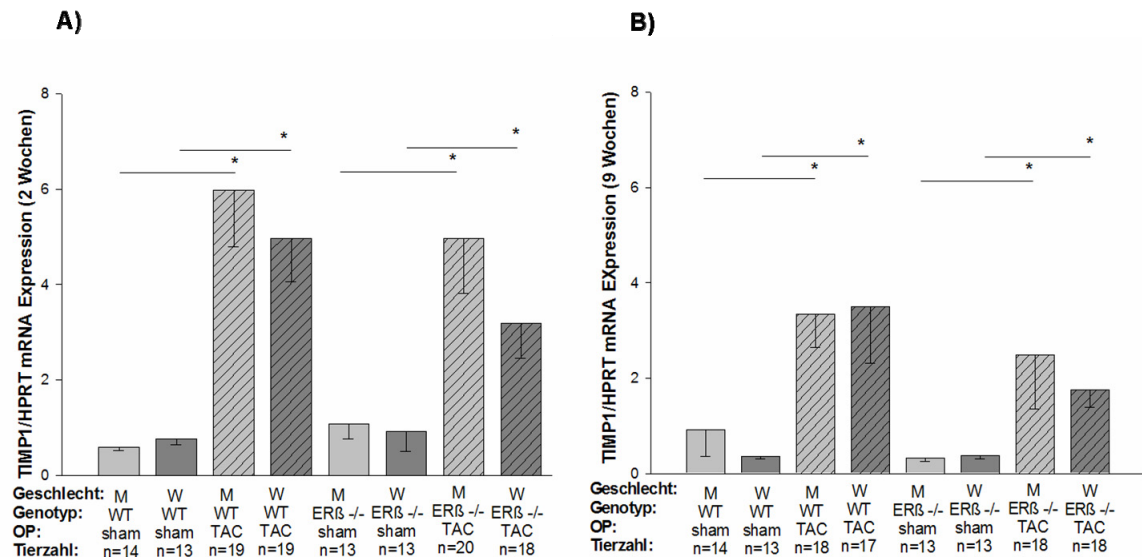 A)
TIMP1/HPRT mRNA Expression (2 Wochen)
8
6
4
2
0
* * * *
Geschlecht: M W M W M W M W
Genotyp: WT WT WT WT ERß -/- ERß -/- ERß -/- ERß -/-
OP: sham sham TAC TAC sham sham TAC TAC
Tierzahl: n=14 n=13 n=19 n=19 n=13 n=13 n=20 n=18
B)
TIMP1/HPRT mRNA EXpression (9 Wochen)
8
6
4
2
0
* * * *
Geschlecht: M W M W M W M W
Genotyp: WT WT WT WT ERß -/- ERß -/- ERß -/- ERß -/-
OP: sham sham TAC TAC sham sham TAC TAC
Tierzahl: n=14 n=13 n=18 n=17 n=13 n=13 n=18 n=18